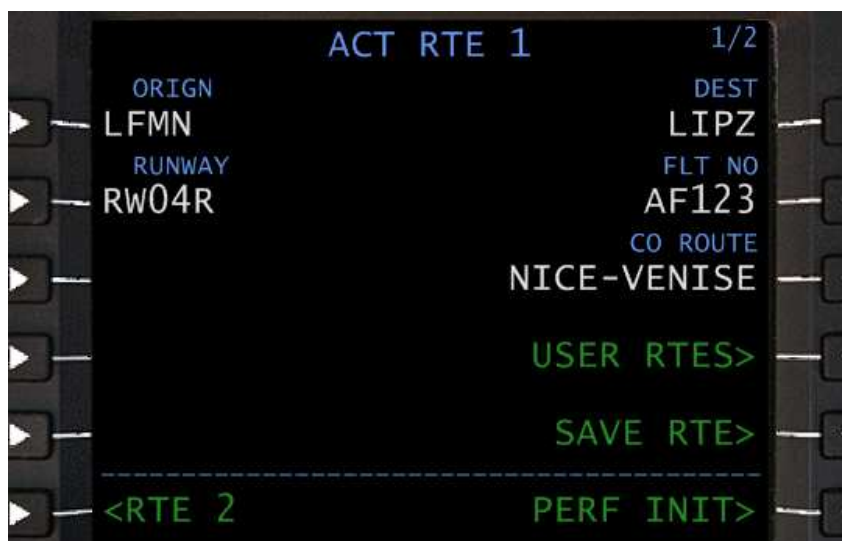 ACT RTE 1 1/2
ORIGN DEST
LFMN LIPZ
RUNWAY FLT NO
RW04R AF123
CO ROUTE
NICE-VENISE
USER RTES>
SAVE RTE>
<RTE 2 PERF INIT>